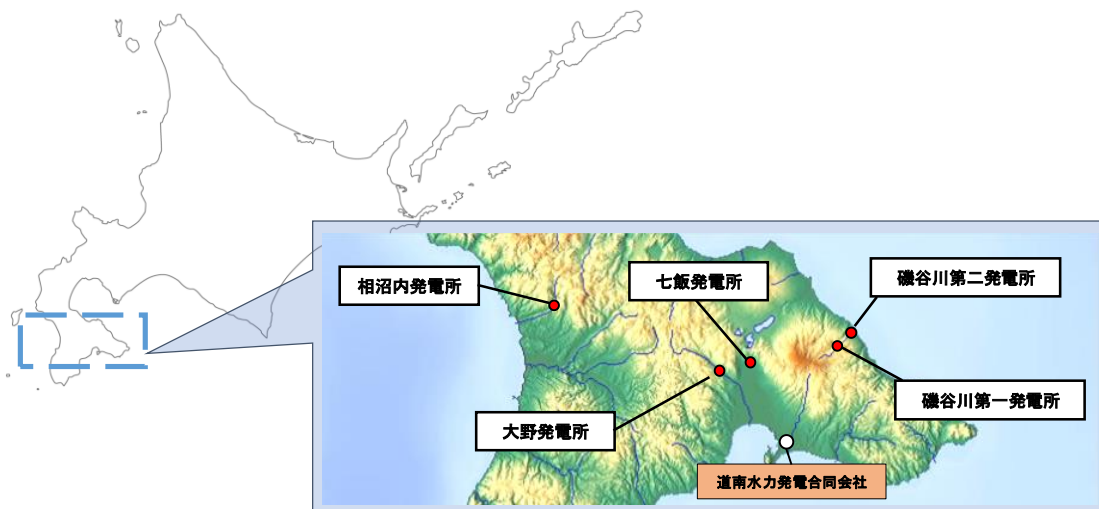 相沼内発電所
七飯発電所
磯谷川第二発電所
磯谷川第一発電所
大野発電所
道南水力発電合同会社